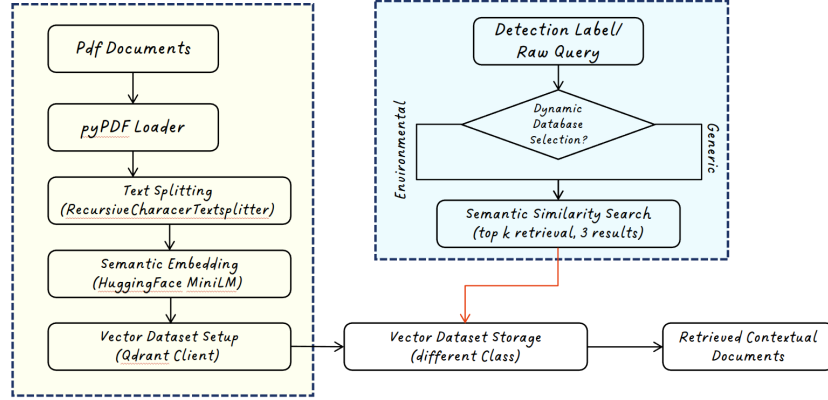 Pdf Documents
pyPDF Loader
Text Splitting
(RecursiveCharacerTextsplitter)
Semantic Embedding
(HuggingFace MiniLM)
Vector Dataset Setup
(Qdrant Client)
Detection Label/
Raw Query
Dynamic
Database
Selection?
Environmental
Generic
Semantic Similarity Search
(top k retrieval, 3 results)
Vector Dataset Storage
(different Class)
Retrieved Contextual
Documents